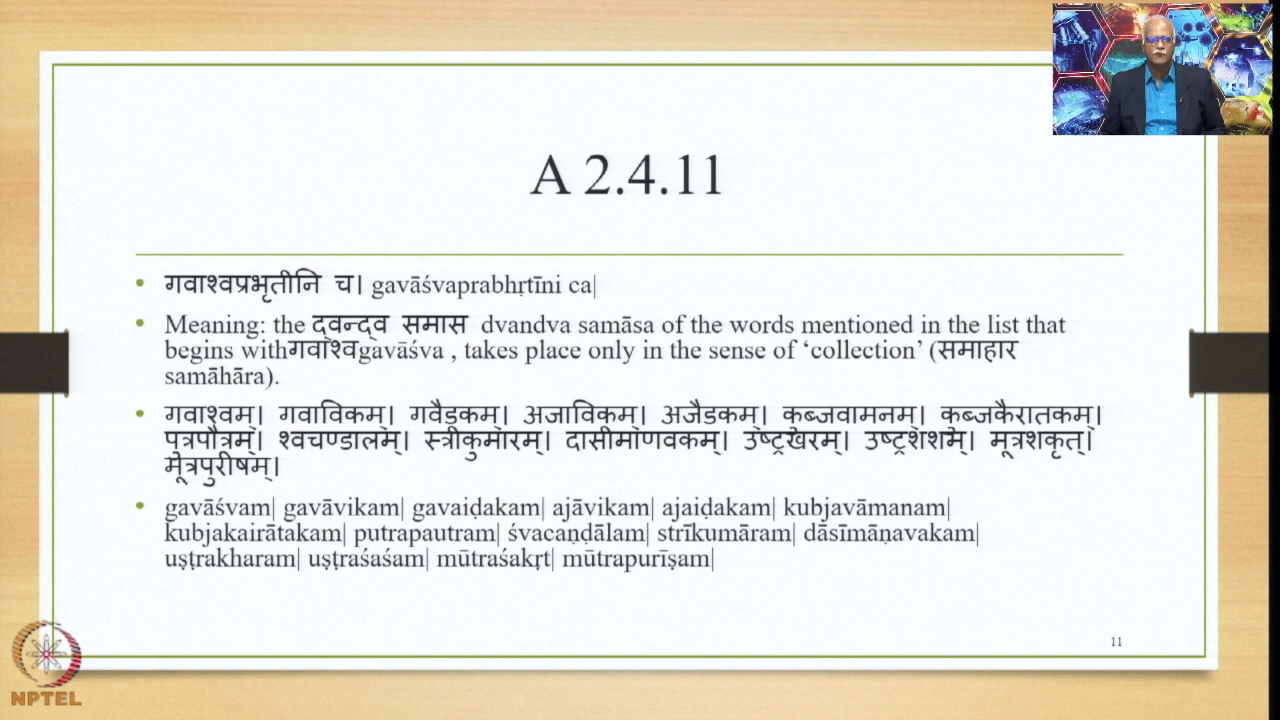 A 2.4.11
• गवाश्वप्रभृतीनि च| gavāśvaprabhṛtīni ca|
• Meaning: the द्वन्द्व समास dvandva samāsa of the words mentioned in the list that
begins withगवाश्वgavāśva , takes place only in the sense of ‘collection’ (समाहार
samāhāra).
• गवाश्वम्| गवाविकम्| गवैडकम्| अजाविकम्| अजैडकम्| कुब्जवामनम्| कुब्जकैरातकम्|
पुत्रपौत्रम्| श्वचण्डालम्| स्त्रीकुमारम्| दासीमाणवकम्| उष्ट्रखरम्| उष्ट्रशशम्| मूत्रशकृत्|
मूत्रपुरीषम्|
• gavāśvam| gavāvikam| gavaiḍakam| ajāvikam| ajaiḍakam| kubjavāmanam|
kubjakairātakam| putrapautram| śvacaṇḍālam| strīkumāram| dāsīmāṇavakam|
uṣṭrakharam| uṣṭraśaśam| mūtraśakṛt| mūtrapurīṣam|
11
NPTEL